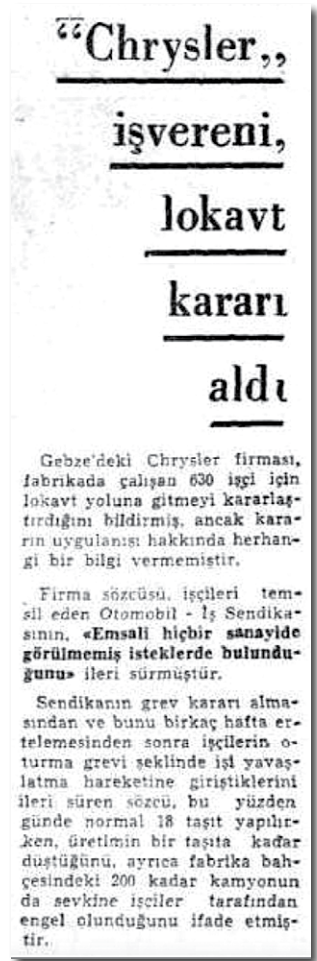 “Chrysler„
işvereni,
lokavt
kararı
aldı
Gebze'deki Chrysler firması,
fabrikada çalışan 630 işçi için
lokavt yoluna gitmeyi kararlaş-
tırdığını bildirmiş, ancak kara-
rın uygulanışı hakkında herhan-
gi bir bilgi vermemiştir.
Firma sözcüsü, işçileri tem-
sil eden Otomobil - İş Sendika-
sının, «Emsali hiçbir sanayide
görülmemiş isteklerde bulundu-
ğunu» ileri sürmüştür.
Sendikanın grev kararı alma-
sından ve bunu birkaç hafta er-
telemesinden sonra işçilerin o-
turma grevi şeklinde işi yavaş-
latma hareketine giriştiklerini
ileri süren sözcü, bu yüzden
günde normal 18 taşıt yapılır-
ken, üretimin bir taşıta kadar
düştüğünü, ayrıca fabrika bah-
çesindeki 200 kadar kamyonun
da sevkine işciler tarafından
engel olunduğunu ifade etmiş-
tir.